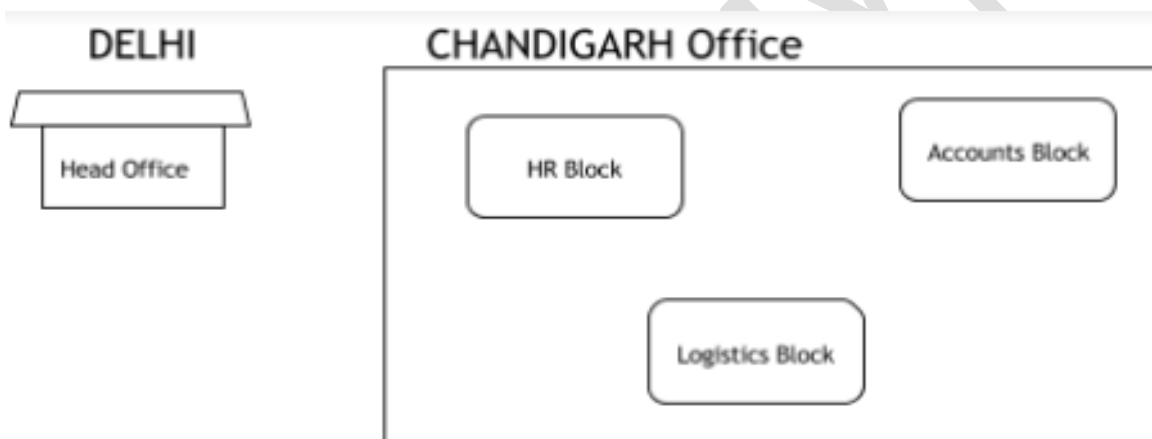 DELHI
CHANDIGARH Office
Head Office
HR Block
Accounts Block
Logistics Block